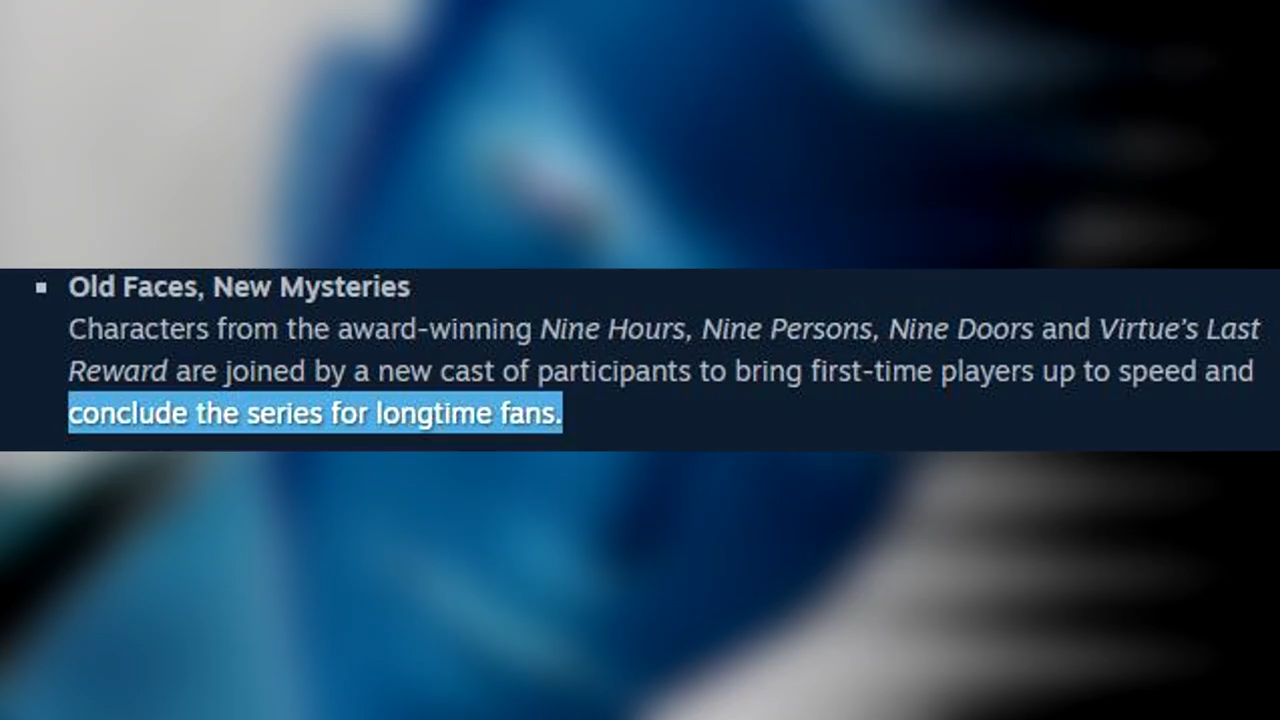 Old Faces, New Mysteries
Characters from the award-winning Nine Hours, Nine Persons, Nine Doors and Virtue's Last
Reward are joined by a new cast of participants to bring first-time players up to speed and
conclude the series for longtime fans.